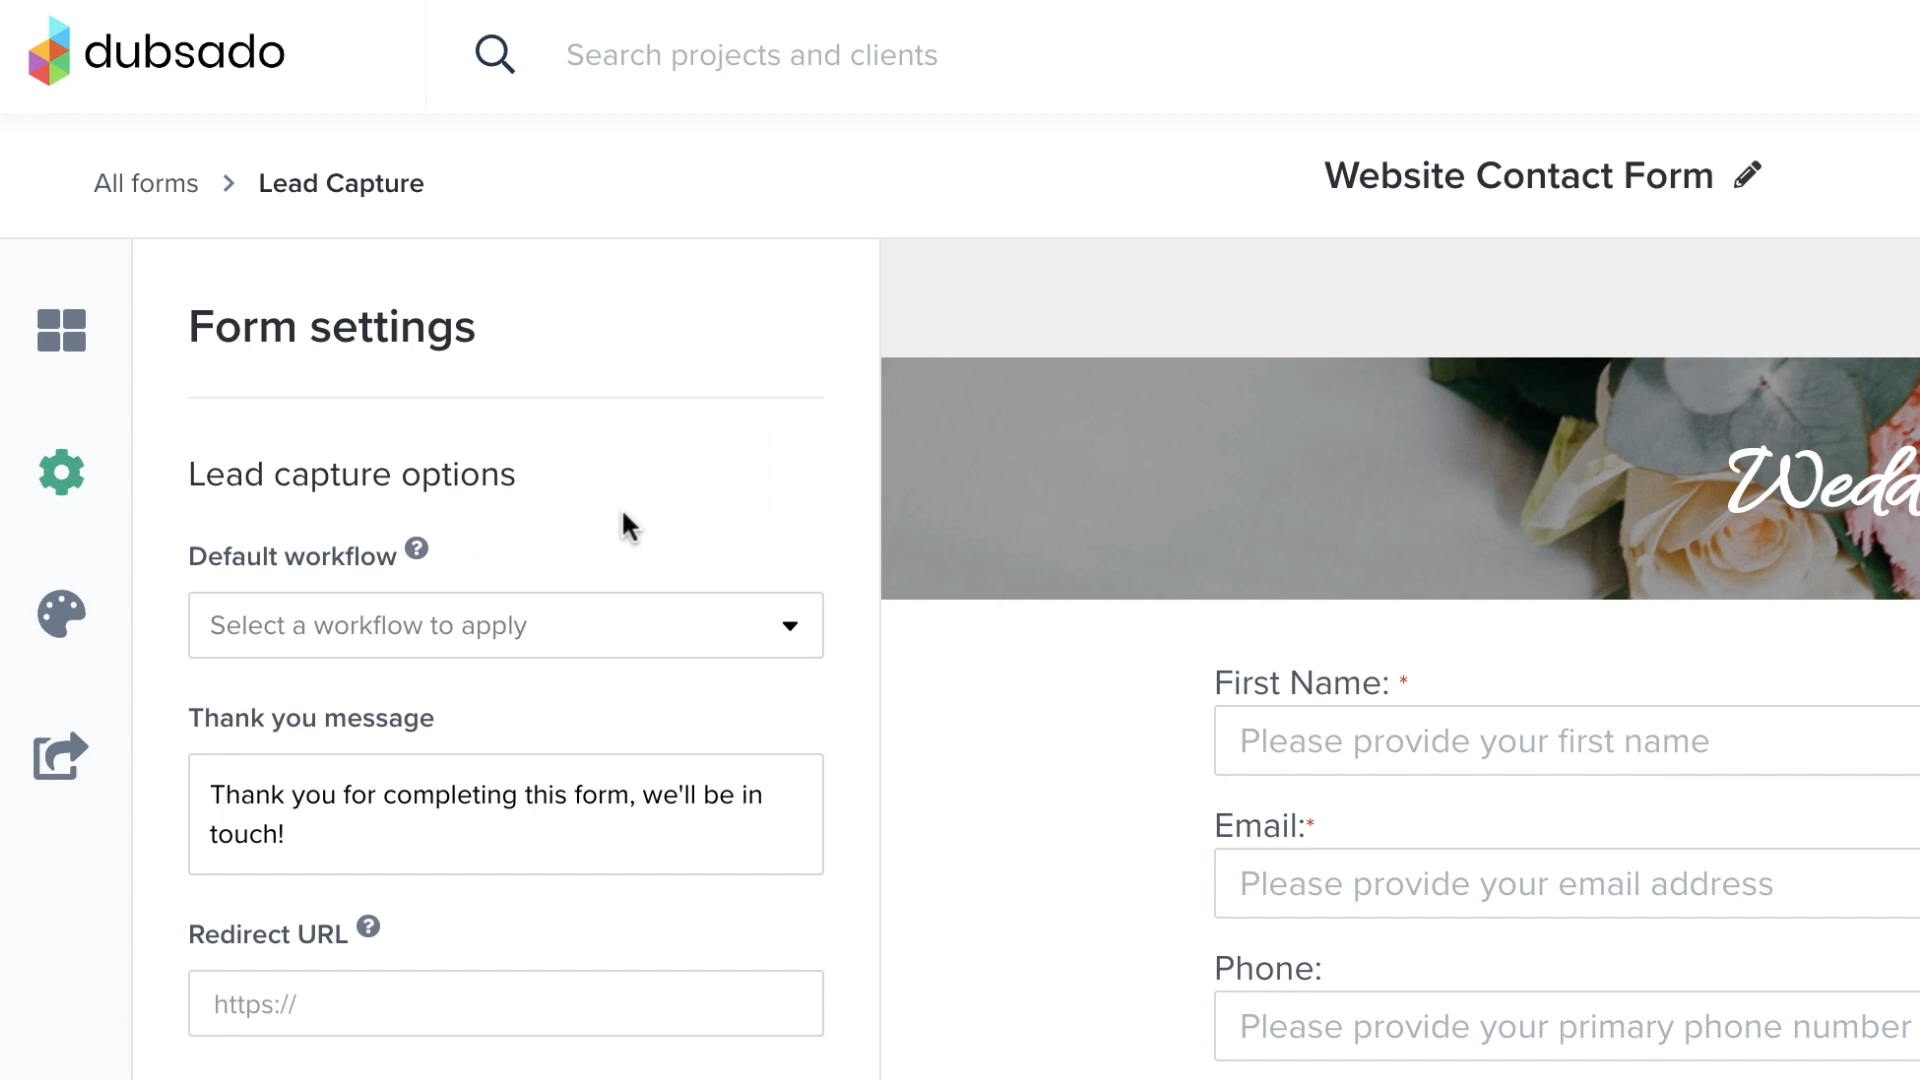 dubsado
Search projects and clients
All forms > Lead Capture
Website Contact Form
Form settings
Lead capture options
Default workflow ?
Select a workflow to apply
Thank you message
Thank you for completing this form, we'll be in
touch!
Redirect URL ?
https://
First Name: *
Please provide your first name
Email:*
Please provide your email address
Phone:
Please provide your primary phone number